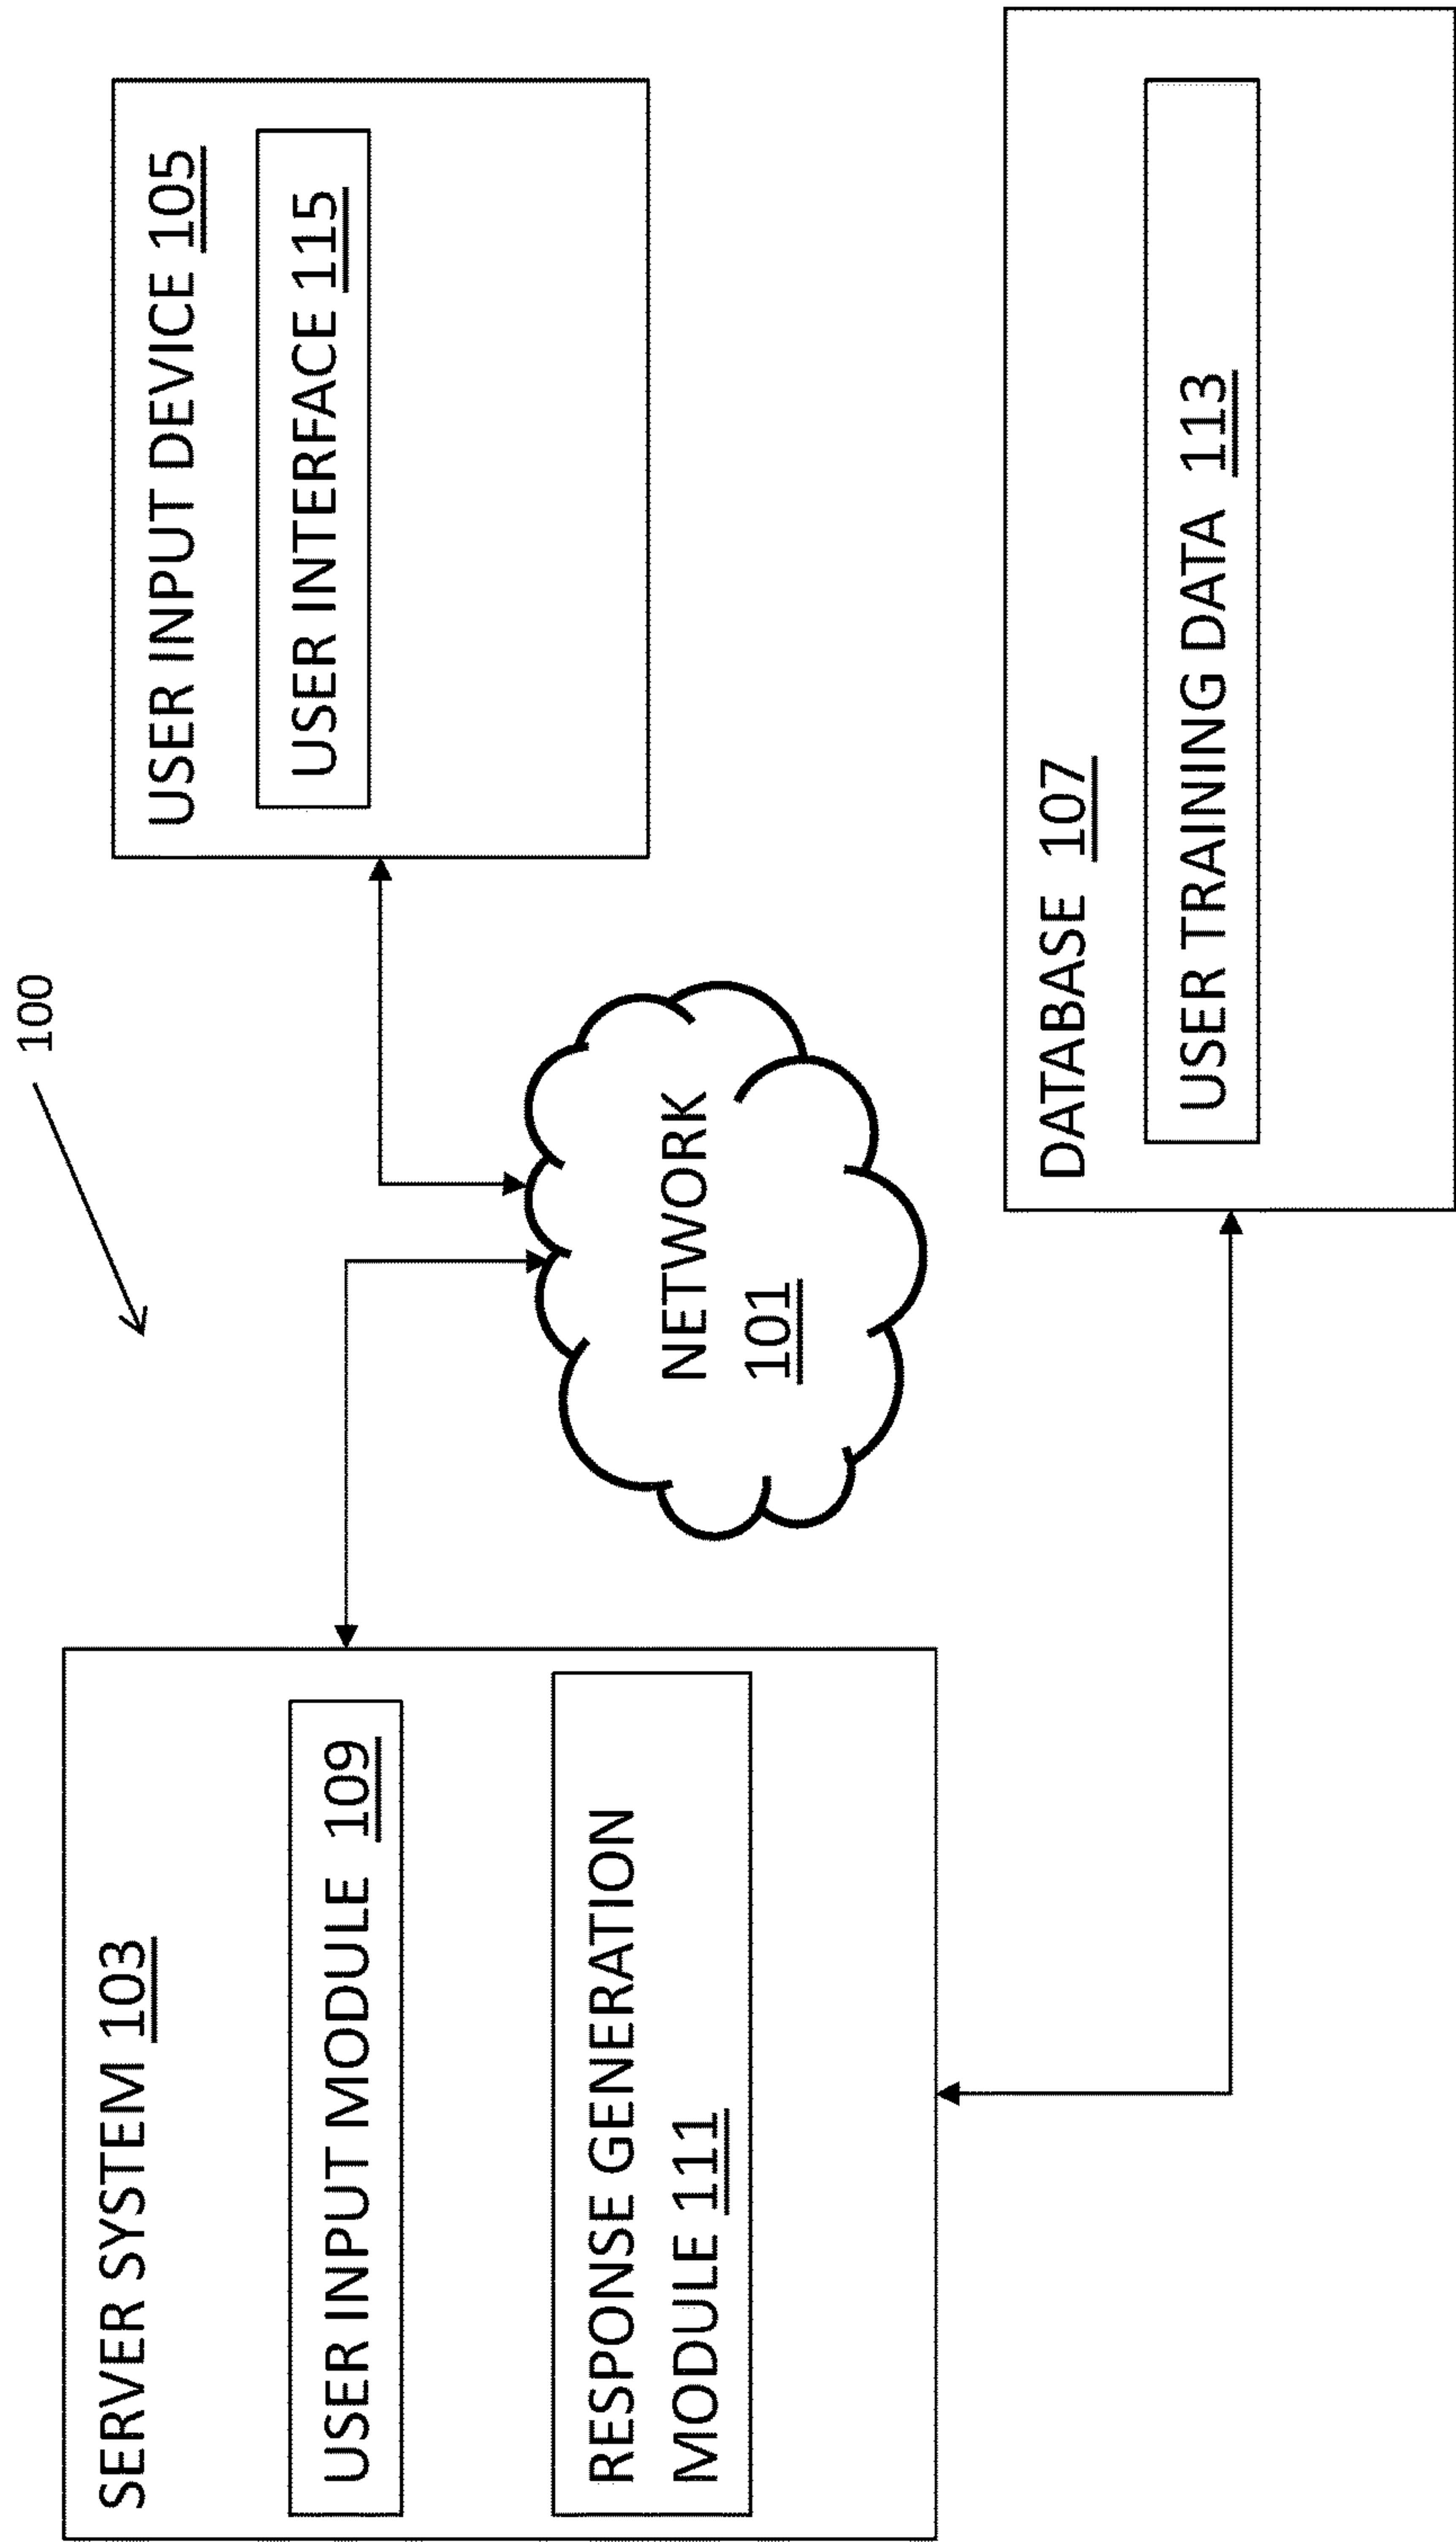 100
SERVER SYSTEM 103
USER INPUT MODULE 109
RESPONSE GENERATION
MODULE 111
NETWORK
101
USER INPUT DEVICE 105
USER INTERFACE 115
DATABASE 107
USER TRAINING DATA 113